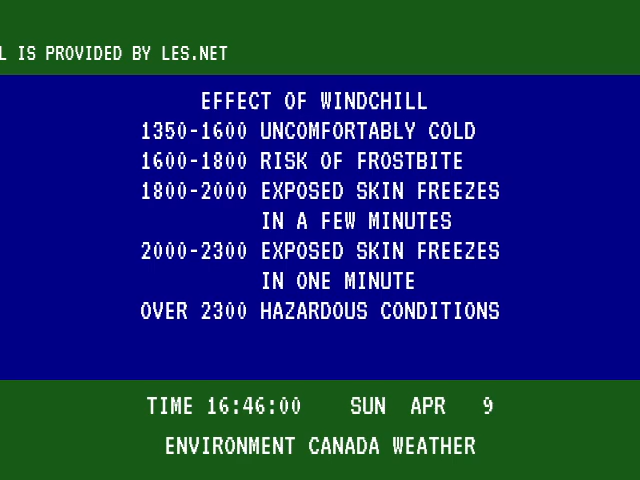 L IS PROVIDED BY LES.NET
EFFECT OF WINDCHILL
1350-1600 UNCOMFORTABLY COLD
1600-1800 RISK OF FROSTBITE
1800-2000 EXPOSED SKIN FREEZES
IN A FEW MINUTES
2000-2300 EXPOSED SKIN FREEZES
IN ONE MINUTE
OVER 2300 HAZARDOUS CONDITIONS
TIME 16:46:00 SUN APR 9
ENVIRONMENT CANADA WEATHER